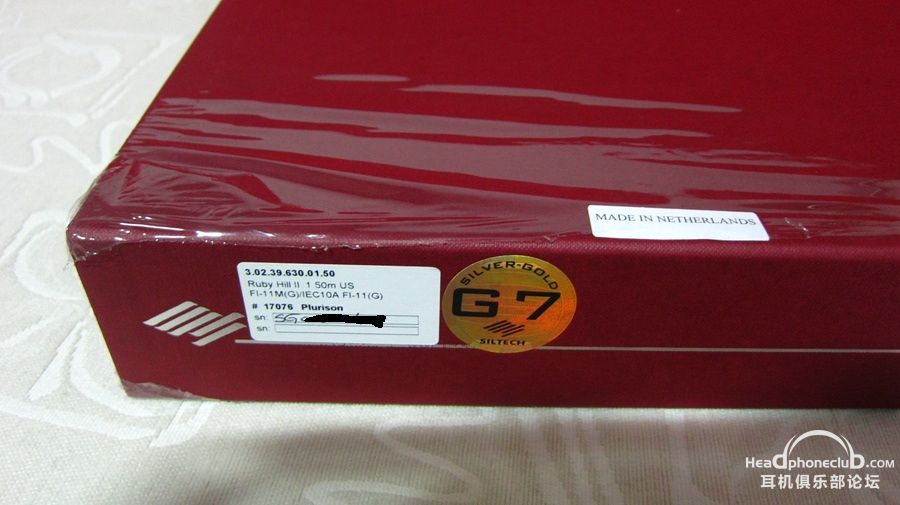 MADE IN NETHERLANDS
3.02.39.630.01.50
Ruby Hill II 1 50m US
FI-11M(G)/IEC10A FI-11(G)
# 17076 Plurison
sn: SG
sn:
SILVER-GOLD
G7
SILTECH
Headphoneclub.COM
耳机俱乐部论坛